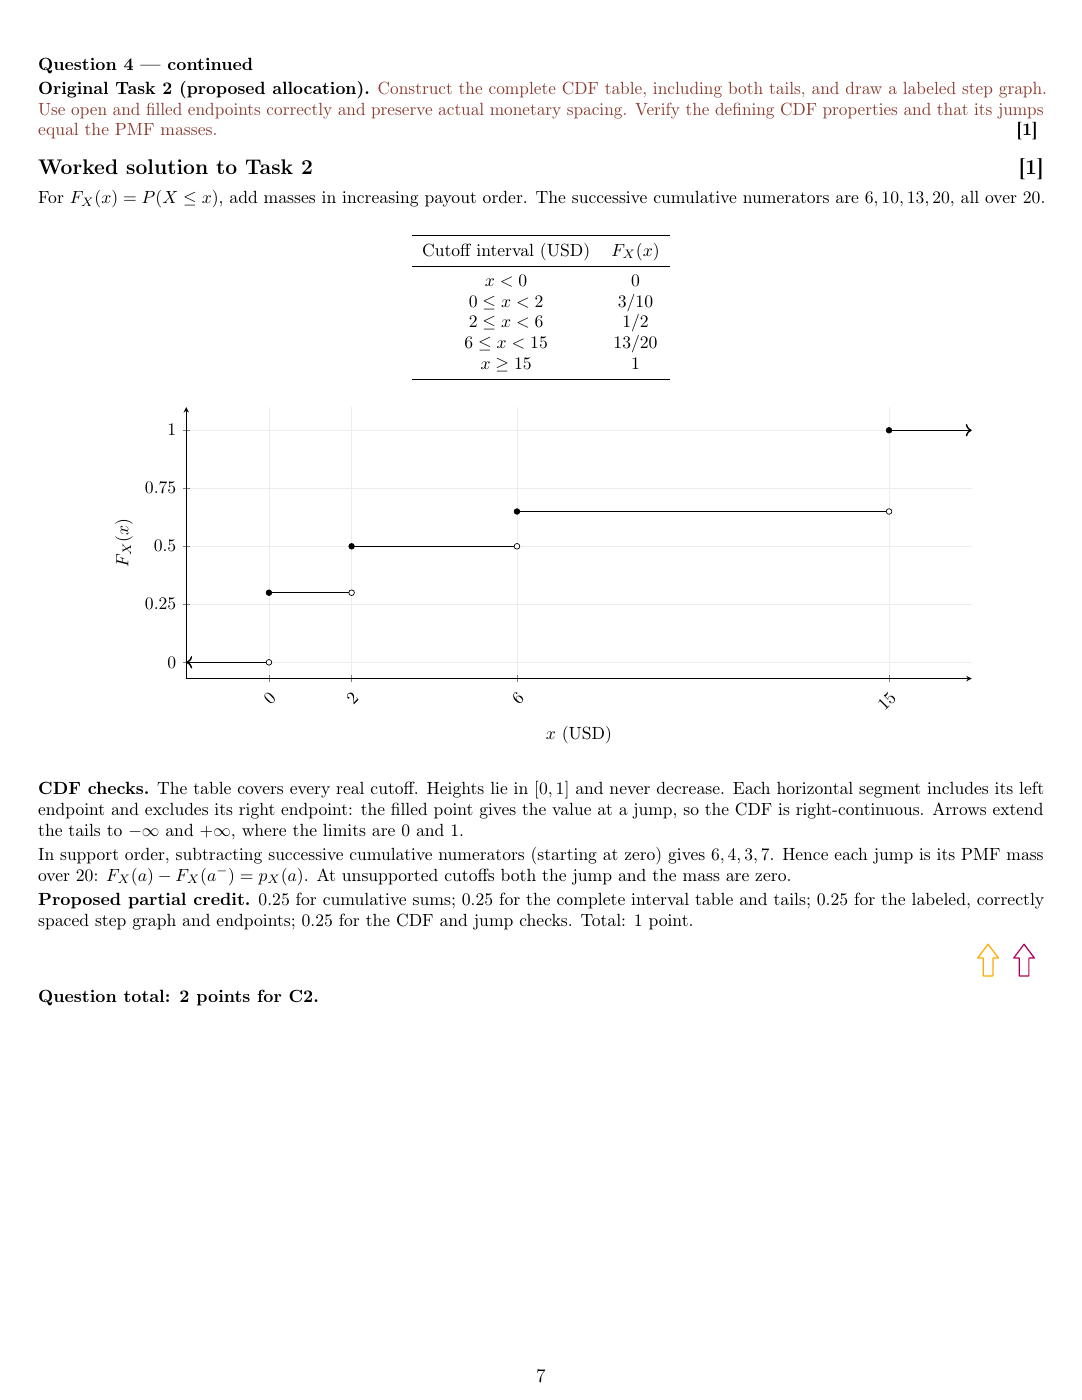 Question 4 — continued
Original Task 2 (proposed allocation). Construct the complete CDF table, including both tails, and draw a labeled step graph.
Use open and filled endpoints correctly and preserve actual monetary spacing. Verify the defining CDF properties and that its jumps
equal the PMF masses. [1]
Worked solution to Task 2 [1]
For F_X(x) = P(X ≤ x), add masses in increasing payout order. The successive cumulative numerators are 6, 10, 13, 20, all over 20.
Cutoff interval (USD) F_X(x)
x < 0 0
0 ≤ x < 2 3/10
2 ≤ x < 6 1/2
6 ≤ x < 15 13/20
x ≥ 15 1
1
0.75
0.5
0.25
0
F_X(x)
0 2 6 15
x (USD)
CDF checks. The table covers every real cutoff. Heights lie in [0, 1] and never decrease. Each horizontal segment includes its left
endpoint and excludes its right endpoint: the filled point gives the value at a jump, so the CDF is right-continuous. Arrows extend
the tails to −∞ and +∞, where the limits are 0 and 1.
In support order, subtracting successive cumulative numerators (starting at zero) gives 6, 4, 3, 7. Hence each jump is its PMF mass
over 20: F_X(a) − F_X(a⁻) = p_X(a). At unsupported cutoffs both the jump and the mass are zero.
Proposed partial credit. 0.25 for cumulative sums; 0.25 for the complete interval table and tails; 0.25 for the labeled, correctly
spaced step graph and endpoints; 0.25 for the CDF and jump checks. Total: 1 point.
Question total: 2 points for C2.
7